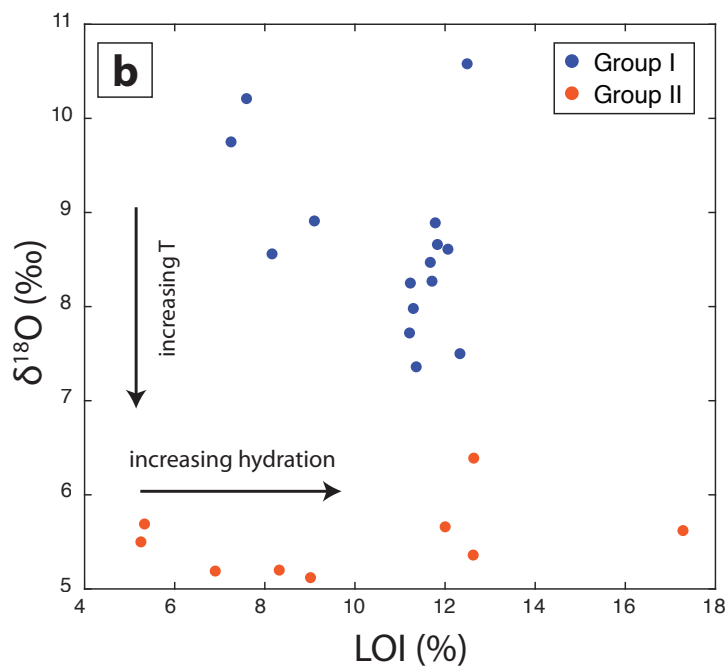 b
Group I
Group II
11
10
9
8
7
6
5
δ¹⁸O (‰)
increasing T
increasing hydration
4
6
8
10
12
14
16
18
LOI (%)